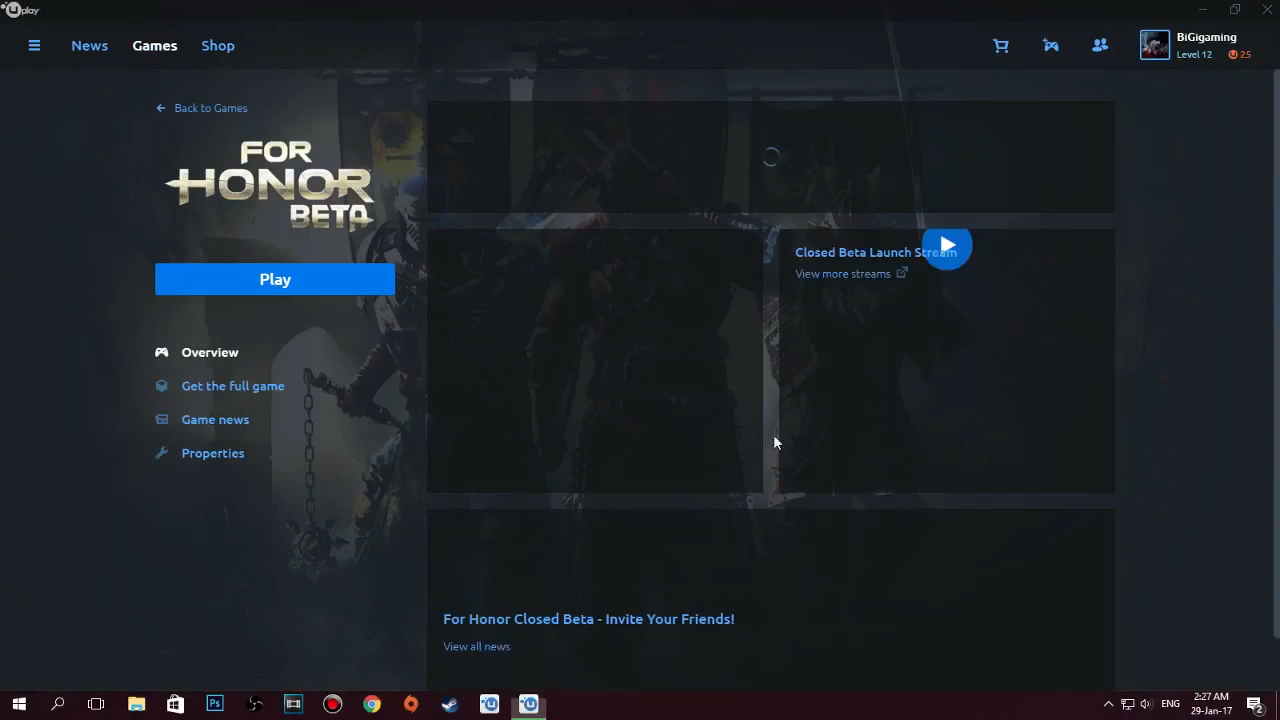 uplay
News Games Shop
BiGigaming
Level 12 25
Back to Games
FOR
HONOR
BETA
Play
Closed Beta Launch Stream
View more streams
Overview
Get the full game
Game news
Properties
For Honor Closed Beta - Invite Your Friends!
View all news
Ps
ENG
2:27 AM
29-Jan-17
2